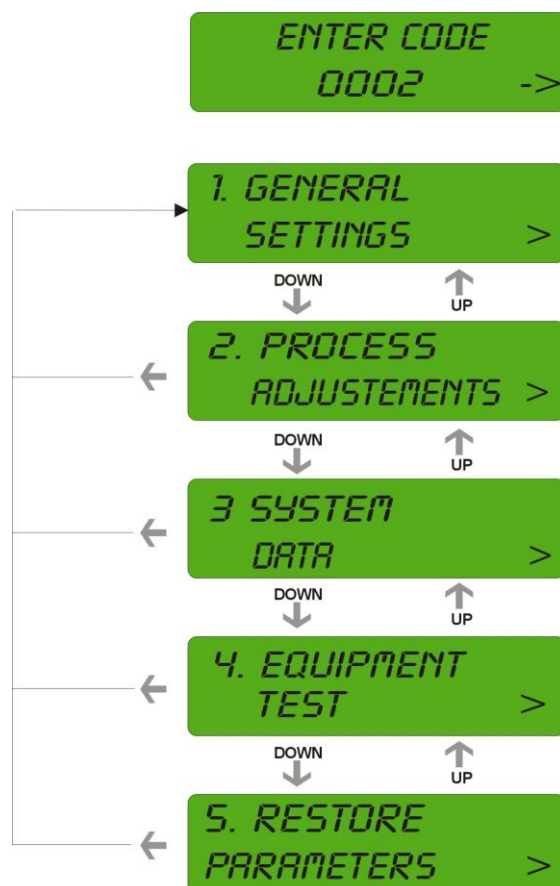 ENTER CODE
0002 ->
1. GENERAL
SETTINGS >
DOWN UP
2. PROCESS
ADJUSTEMENTS >
DOWN UP
3 SYSTEM
DATA >
DOWN UP
4. EQUIPMENT
TEST >
DOWN UP
5. RESTORE
PARAMETERS >